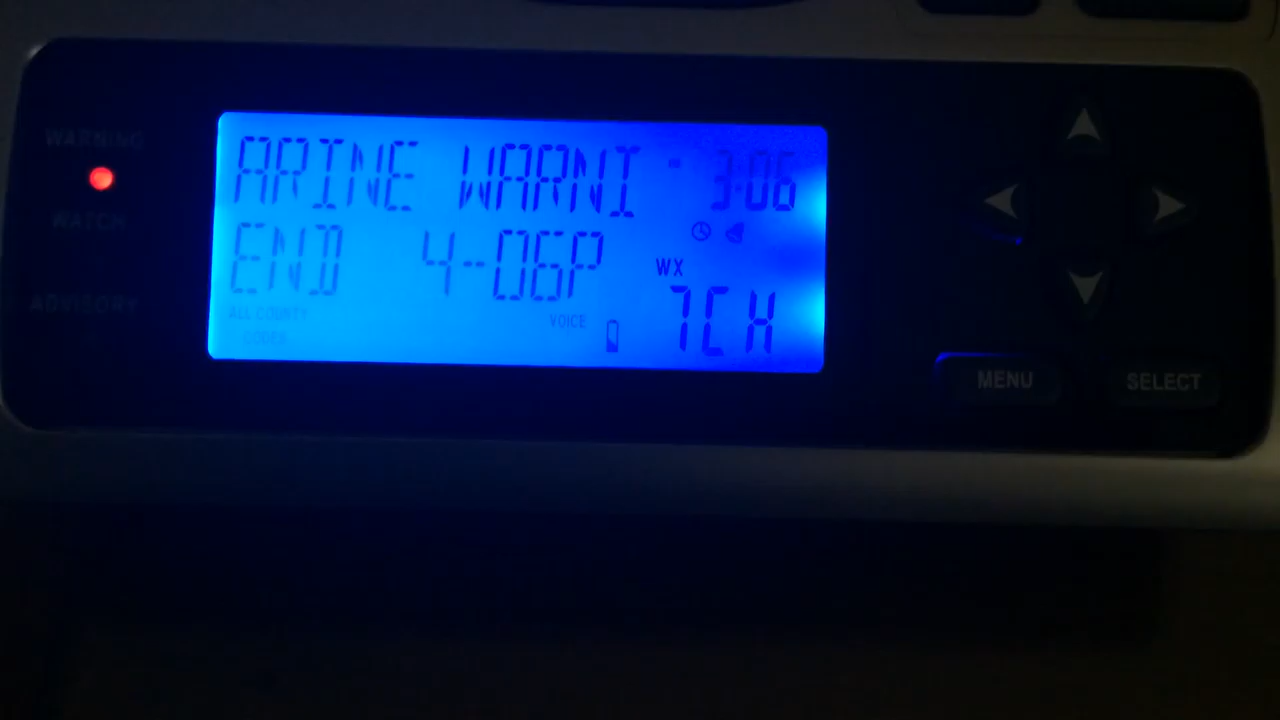 WARNING
WATCH
ADVISORY
ARINE WARNI 3:06
END 4-06P
WX
7CH
ALL COUNTY
CODES
VOICE
MENU
SELECT